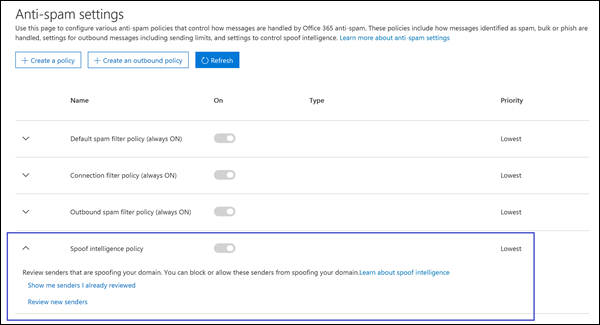 Anti-spam settings
Use this page to configure various anti-spam policies that control how messages are handled by Office 365 anti-spam. These policies include how messages identified as spam, bulk or phish are
handled, settings for outbound messages including sending limits, and settings to control spoof intelligence. Learn more about anti-spam settings
+ Create a policy + Create an outbound policy Refresh
Name On Type Priority
Default spam filter policy (always ON) Lowest
Connection filter policy (always ON) Lowest
Outbound spam filter policy (always ON) Lowest
Spoof intelligence policy Lowest
Review senders that are spoofing your domain. You can block or allow these senders from spoofing your domain.Learn about spoof intelligence
Show me senders I already reviewed
Review new senders